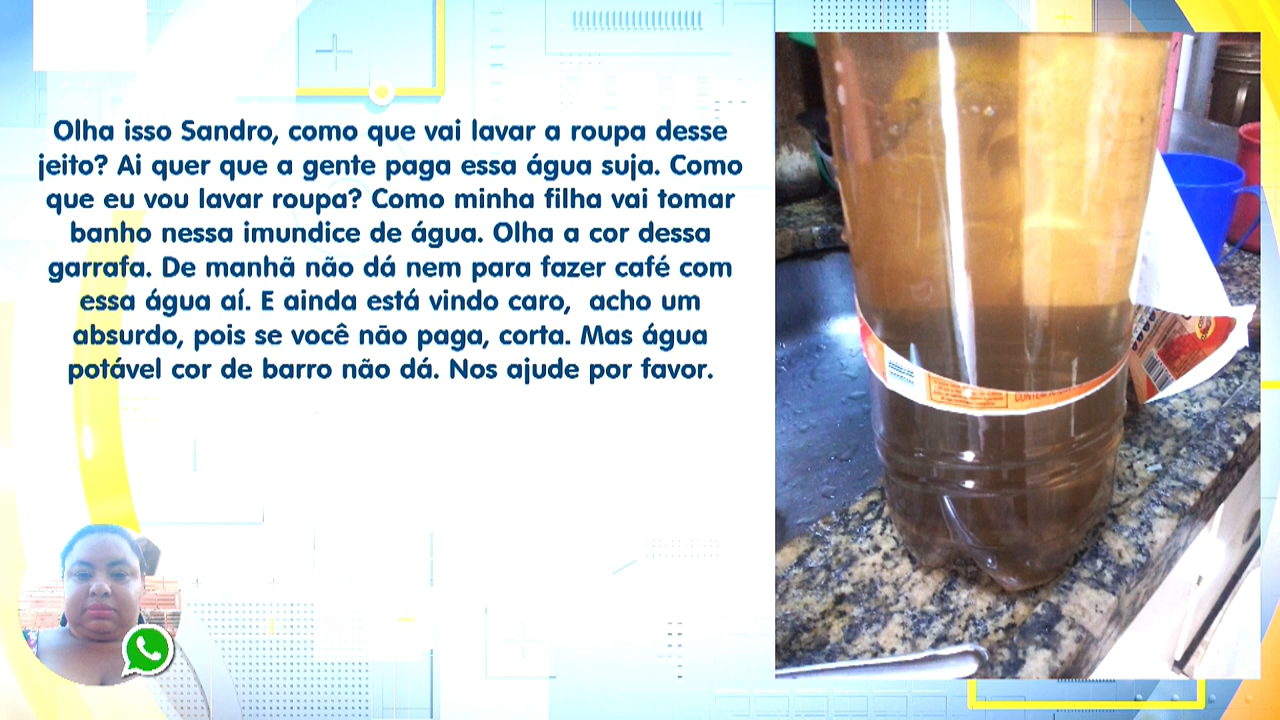 Olha isso Sandro, como que vai lavar a roupa desse
jeito? Ai quer que a gente paga essa água suja. Como
que eu vou lavar roupa? Como minha filha vai tomar
banho nessa imundice de água. Olha a cor dessa
garrafa. De manhã não dá nem para fazer café com
essa água aí. E ainda está vindo caro, acho um
absurdo, pois se você não paga, corta. Mas água
potável cor de barro não dá. Nos ajude por favor.